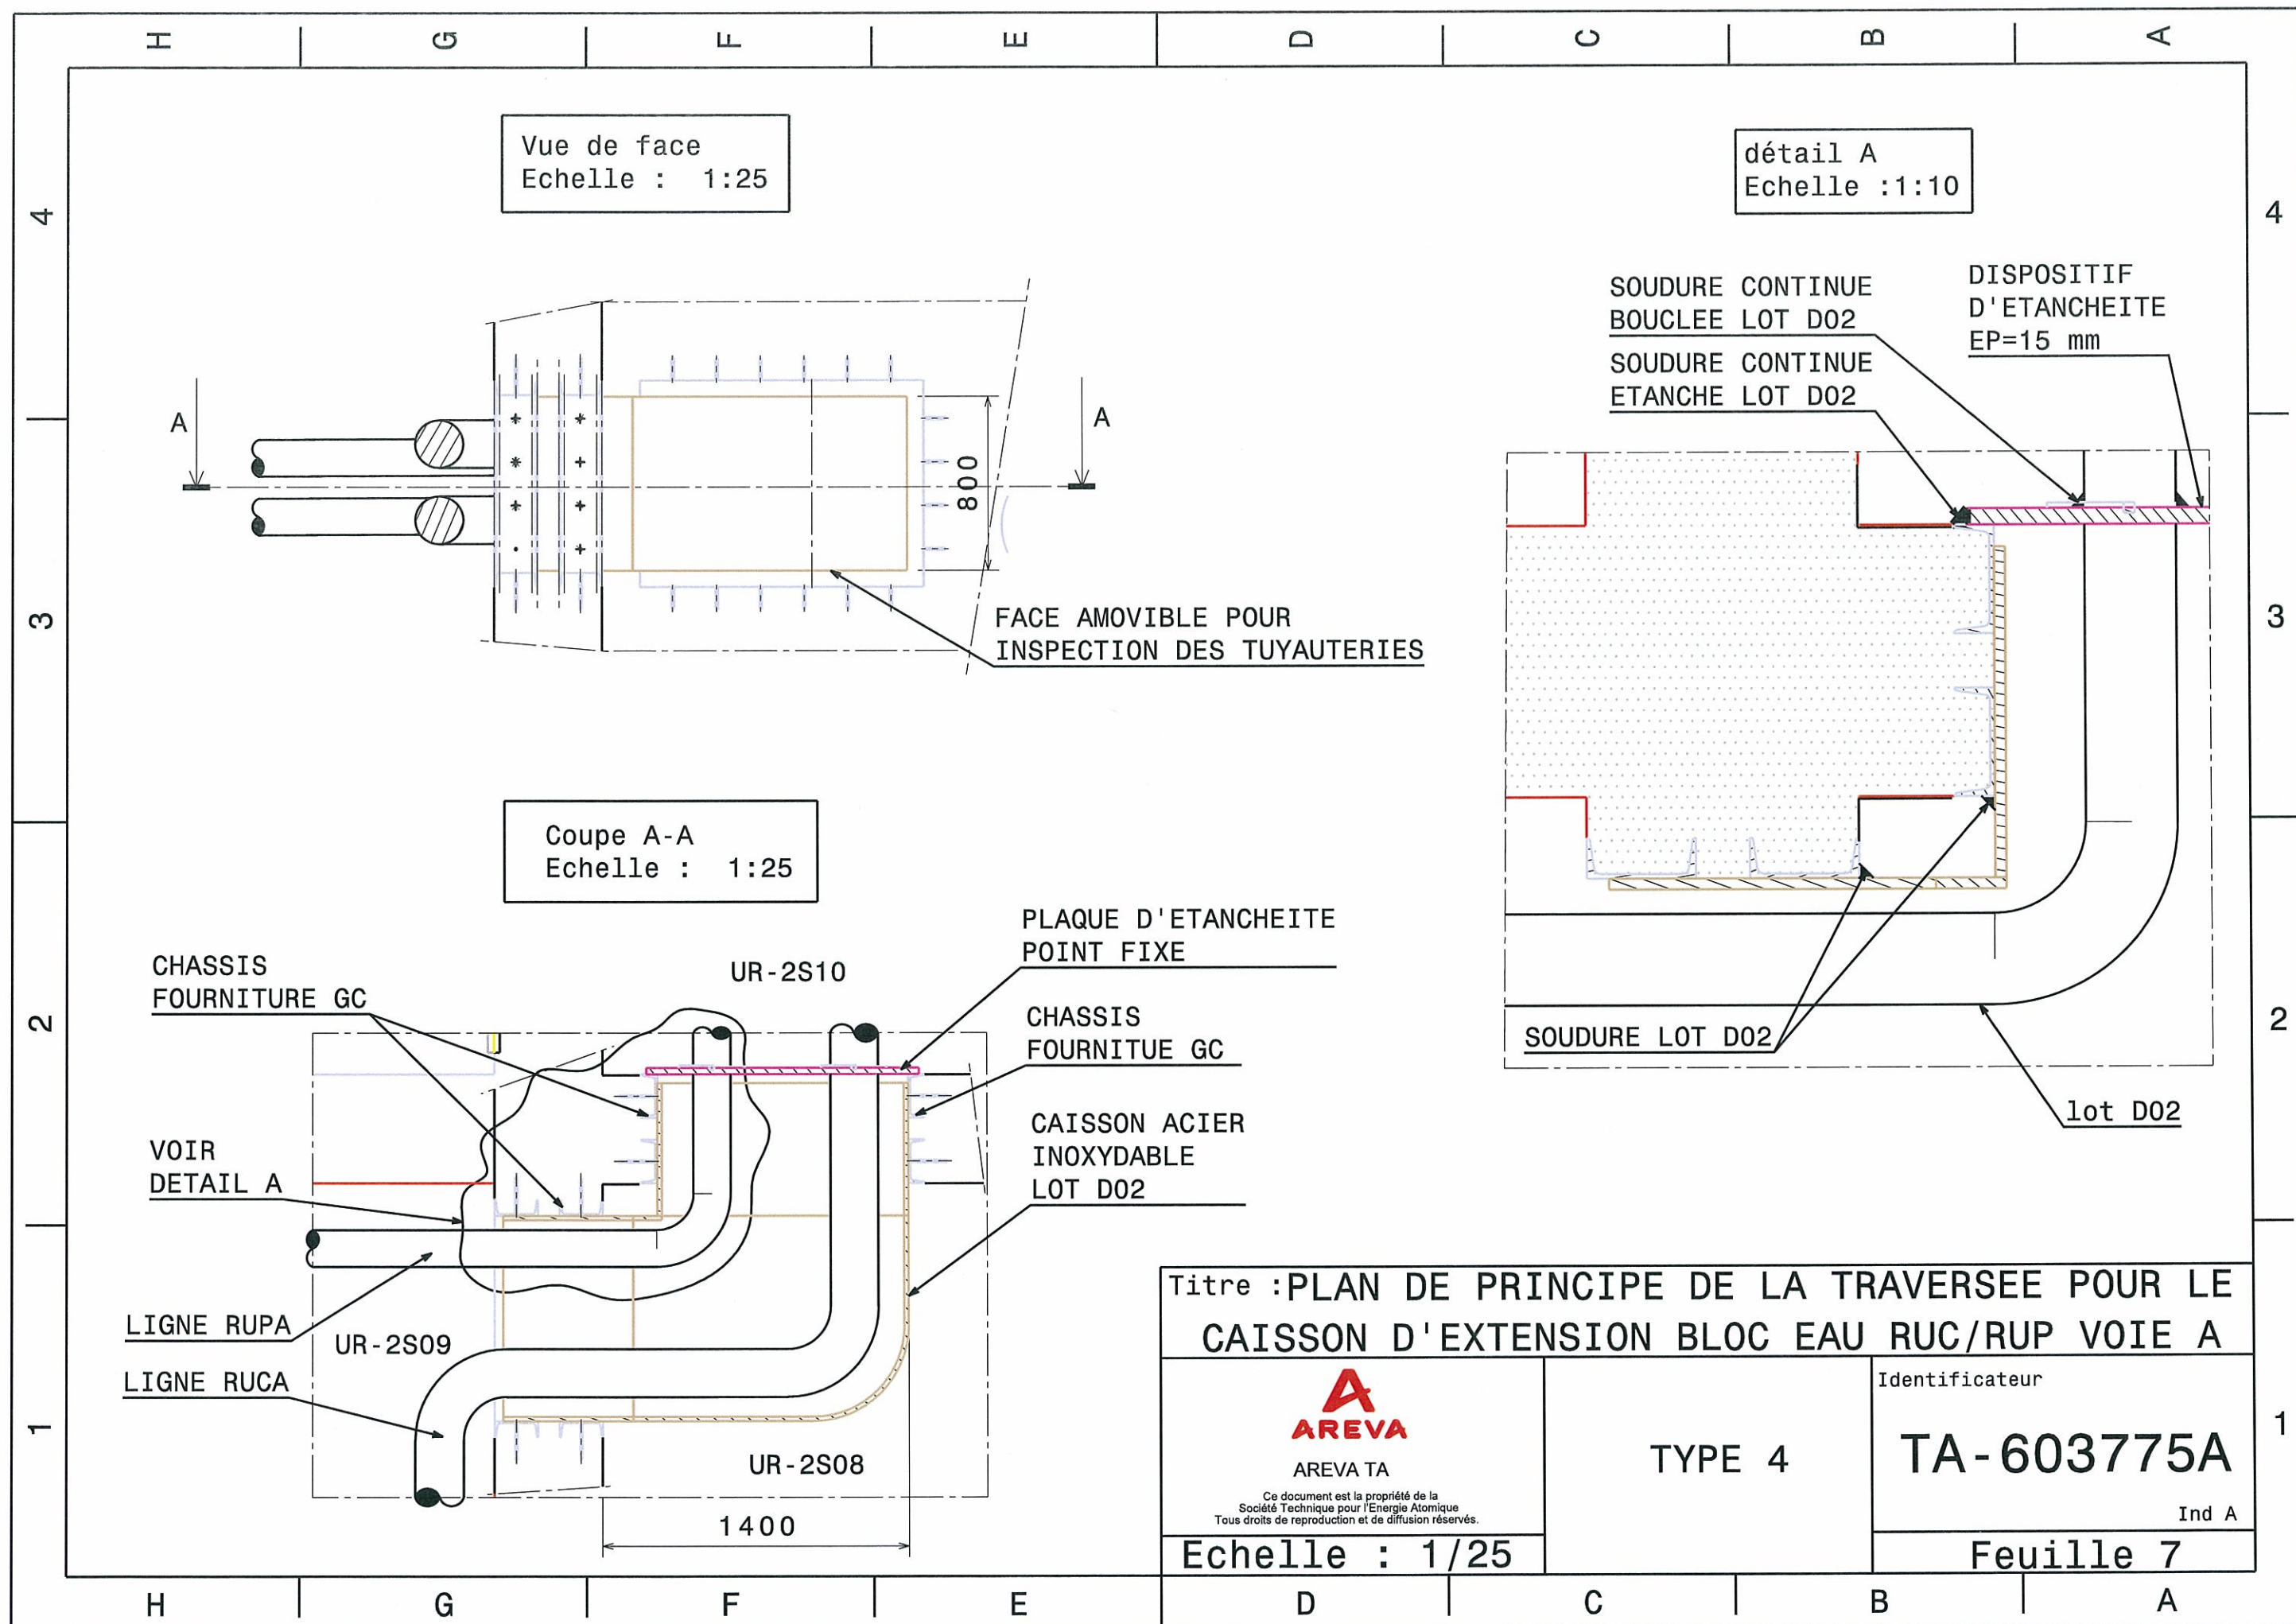 H G F E D C B A
Vue de face
Echelle : 1:25
détail A
Echelle :1:10
4
4
SOUDURE CONTINUE
BOUCLEE LOT D02
SOUDURE CONTINUE
ETANCHE LOT D02
DISPOSITIF
D'ETANCHEITE
EP=15 mm
A
A
800
FACE AMOVIBLE POUR
INSPECTION DES TUYAUTERIES
3
3
Coupe A-A
Echelle : 1:25
PLAQUE D'ETANCHEITE
POINT FIXE
UR-2S10
CHASSIS
FOURNITURE GC
CHASSIS
FOURNITUE GC
2
2
SOUDURE LOT D02
lot D02
CAISSON ACIER
INOXYDABLE
LOT D02
VOIR
DETAIL A
LIGNE RUPA
UR-2S09
LIGNE RUCA
UR-2S08
1400
1
1
Titre :PLAN DE PRINCIPE DE LA TRAVERSEE POUR LE
CAISSON D'EXTENSION BLOC EAU RUC/RUP VOIE A
AREVA
AREVA TA
Ce document est la propriété de la
Société Technique pour l'Energie Atomique
Tous droits de reproduction et de diffusion réservés.
TYPE 4
Identificateur
TA-603775A
Ind A
Echelle : 1/25
Feuille 7
H G F E D C B A